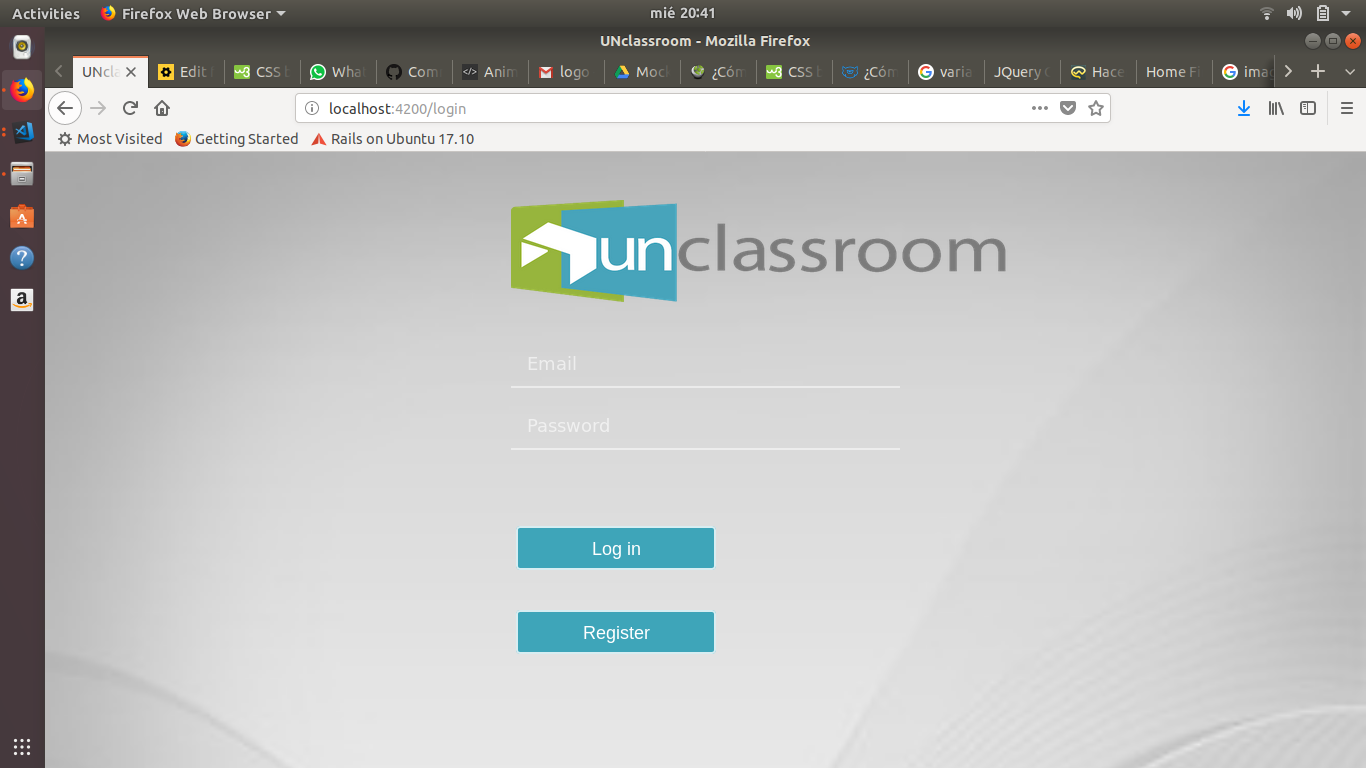 Activities Firefox Web Browser mié 20:41
UNclassroom - Mozilla Firefox
UNcla Edit CSS b What Com Anim logo Mock ¿Cóm CSS b ¿Cóm varia JQuery Hace Home Fi imag
localhost:4200/login
Most Visited Getting Started Rails on Ubuntu 17.10
unclassroom
Email
Password
Log in
Register